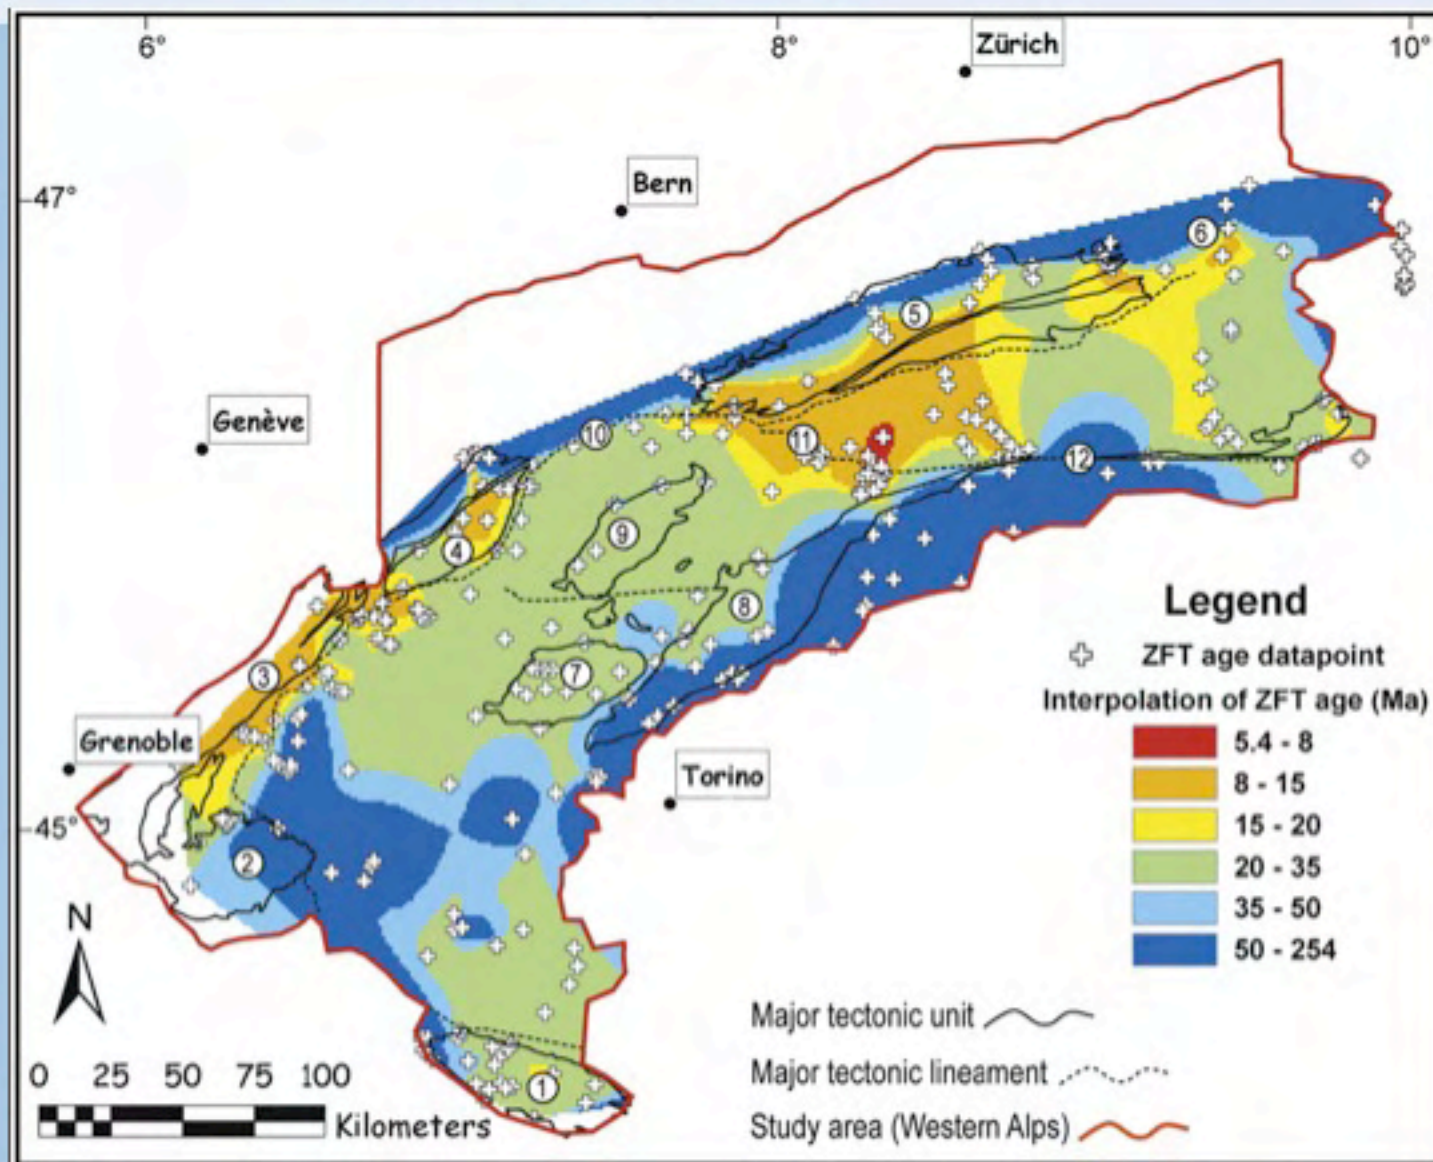 6°
8°
10°
Zürich
47°
Bern
6
5
Genève
10
11
12
9
4
8
3
7
Grenoble
Torino
45°
2
N
1
0 25 50 75 100
Kilometers
Legend
ZFT age datapoint
Interpolation of ZFT age (Ma)
5.4 - 8
8 - 15
15 - 20
20 - 35
35 - 50
50 - 254
Major tectonic unit
Major tectonic lineament
Study area (Western Alps)